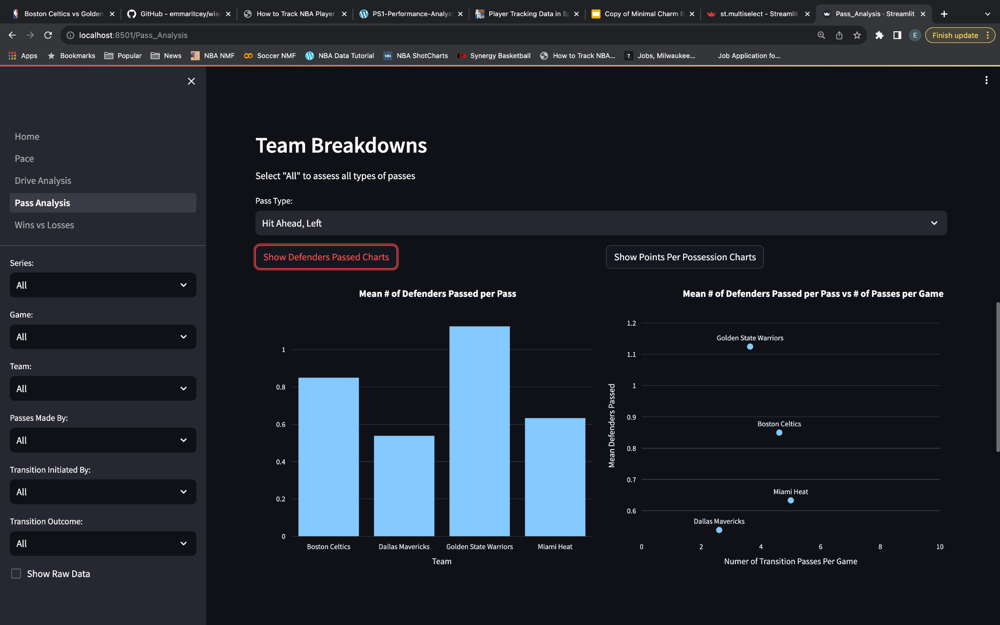 Boston Celtics vs Golden
GitHub - emmaritcey/wisc
How to Track NBA Player
PS1-Performance-Analyst
Player Tracking Data in Sp
Copy of Minimal Charm B
st.multiselect - Streamlit
Pass_Analysis · Streamlit
localhost:8501/Pass_Analysis
E
Finish update
Apps
Bookmarks
Popular
News
NBA NMF
Soccer NMF
NBA Data Tutorial
tds
NBA ShotCharts
Synergy Basketball
How to Track NBA...
T
Jobs, Milwaukee...
Job Application fo...
Home
Pace
Drive Analysis
Pass Analysis
Wins vs Losses
Series:
All
Game:
All
Team:
All
Passes Made By:
All
Transition Initiated By:
All
Transition Outcome:
All
Show Raw Data
Team Breakdowns
Select "All" to assess all types of passes
Pass Type:
Hit Ahead, Left
Show Defenders Passed Charts
Show Points Per Possession Charts
Mean # of Defenders Passed per Pass
1
0.8
0.6
0.4
0.2
0
Boston Celtics
Dallas Mavericks
Golden State Warriors
Miami Heat
Team
Mean # of Defenders Passed per Pass vs # of Passes per Game
Mean Defenders Passed
1.2
1.1
1
0.9
0.8
0.7
0.6
Golden State Warriors
Boston Celtics
Miami Heat
Dallas Mavericks
0
2
4
6
8
10
Numer of Transition Passes Per Game